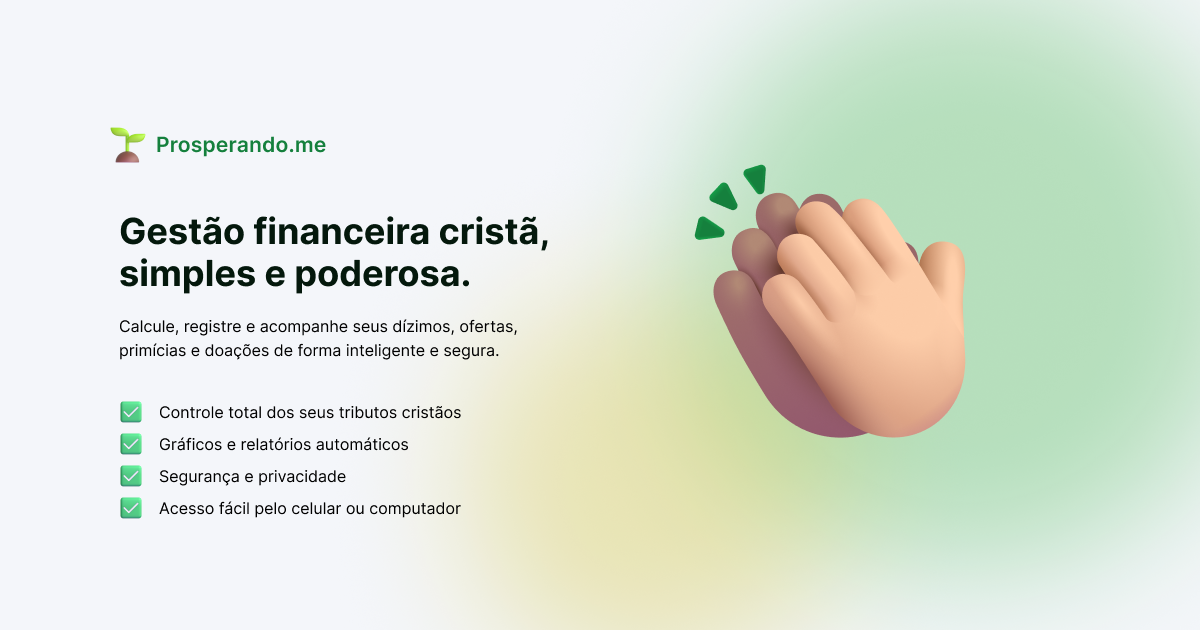 Prosperando.me
Gestão financeira cristã,
simples e poderosa.
Calcule, registre e acompanhe seus dízimos, ofertas,
primícias e doações de forma inteligente e segura.
Controle total dos seus tributos cristãos
Gráficos e relatórios automáticos
Segurança e privacidade
Acesso fácil pelo celular ou computador